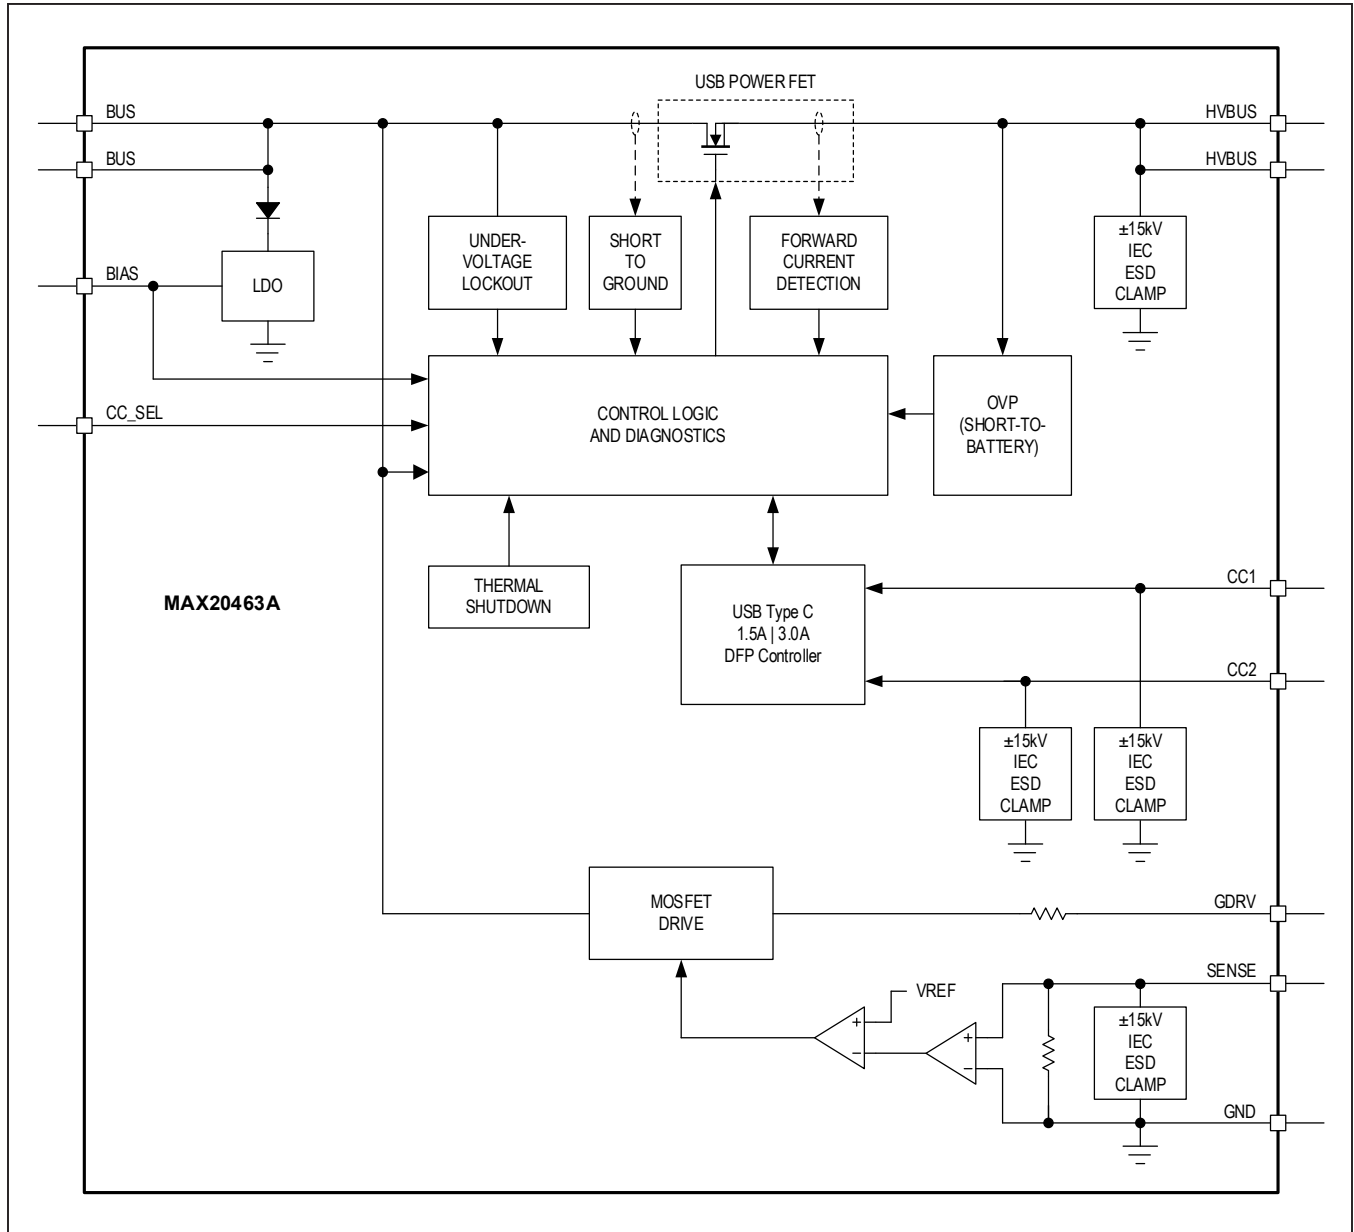 USB POWER FET
BUS
HVBUS
BUS
HVBUS
UNDER-
VOLTAGE
LOCKOUT
SHORT
TO
GROUND
FORWARD
CURRENT
DETECTION
±15kV
IEC
ESD
CLAMP
BIAS
LDO
CC_SEL
CONTROL LOGIC
AND DIAGNOSTICS
OVP
(SHORT-TO-
BATTERY)
THERMAL
SHUTDOWN
MAX20463A
USB Type C
1.5A | 3.0A
DFP Controller
CC1
CC2
±15kV
IEC
ESD
CLAMP
±15kV
IEC
ESD
CLAMP
MOSFET
DRIVE
GDRV
SENSE
VREF
+
−
+
−
±15kV
IEC
ESD
CLAMP
GND